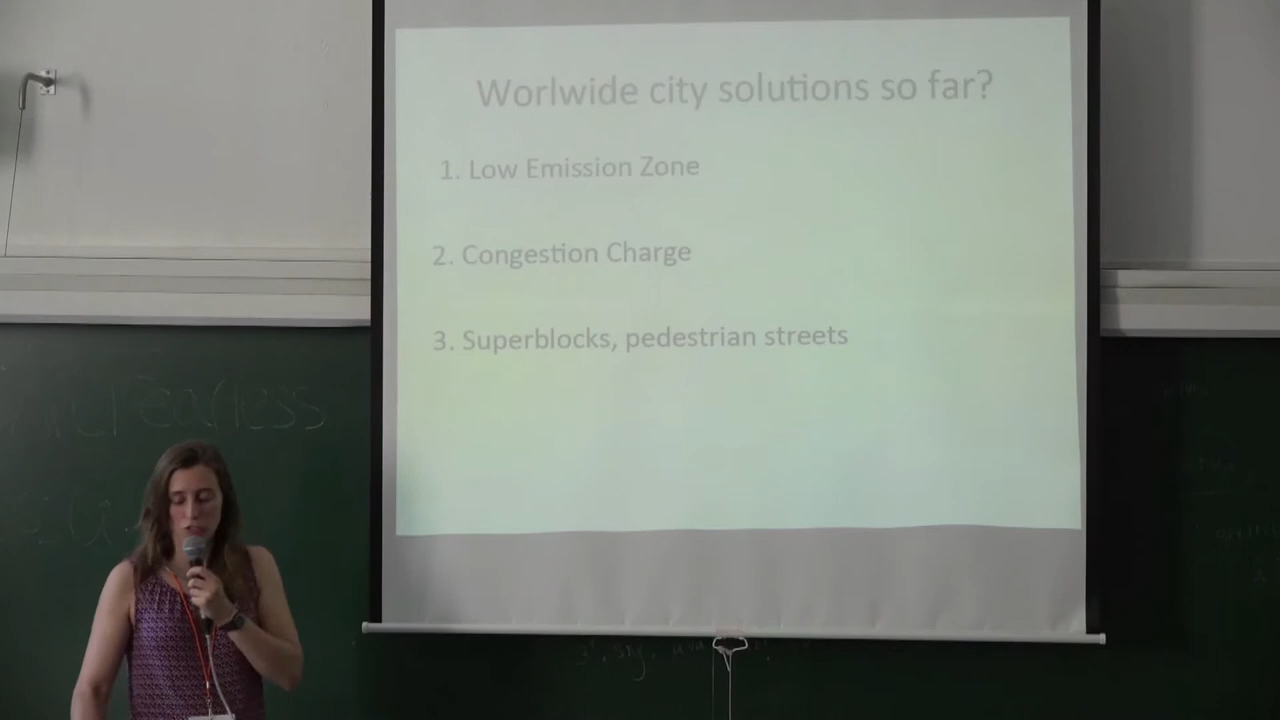 Worlwide city solutions so far?
1. Low Emission Zone
2. Congestion Charge
3. Superblocks, pedestrian streets